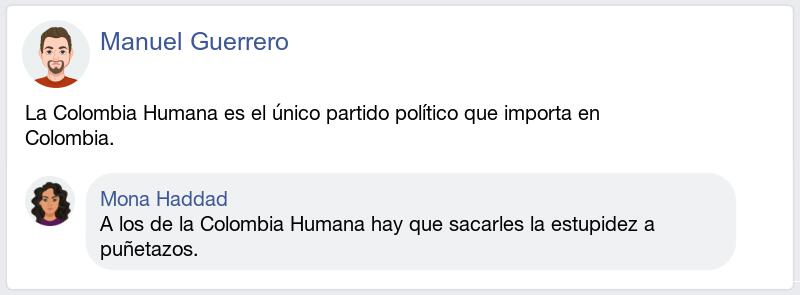 Manuel Guerrero
La Colombia Humana es el único partido político que importa en
Colombia.
Mona Haddad
A los de la Colombia Humana hay que sacarles la estupidez a
puñetazos.